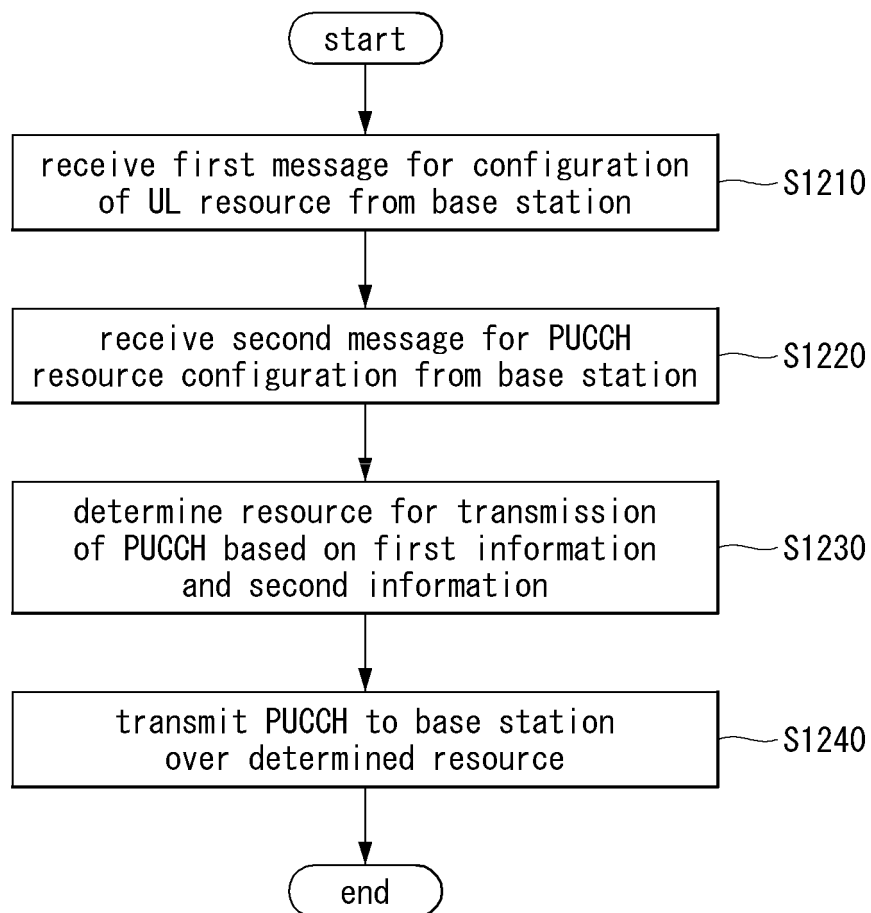 start
receive first message for configuration
of UL resource from base station
S1210
receive second message for PUCCH
resource configuration from base station
S1220
determine resource for transmission
of PUCCH based on first information
and second information
S1230
transmit PUCCH to base station
over determined resource
S1240
end